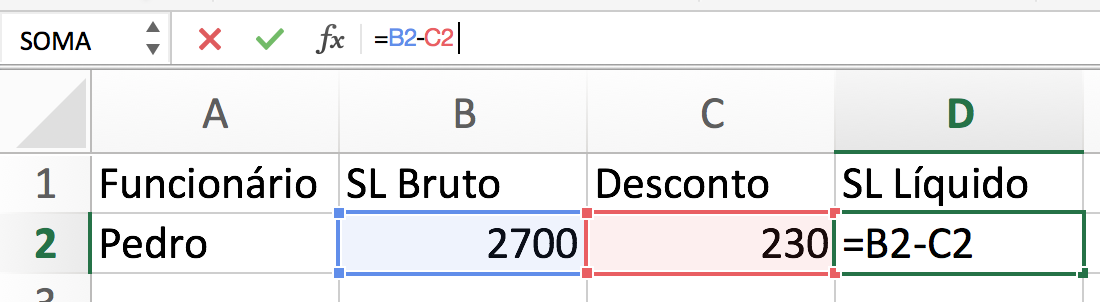 SOMA fx =B2-C2
A B C D
1 Funcionário SL Bruto Desconto SL Líquido
2 Pedro 2700 230 =B2-C2
3